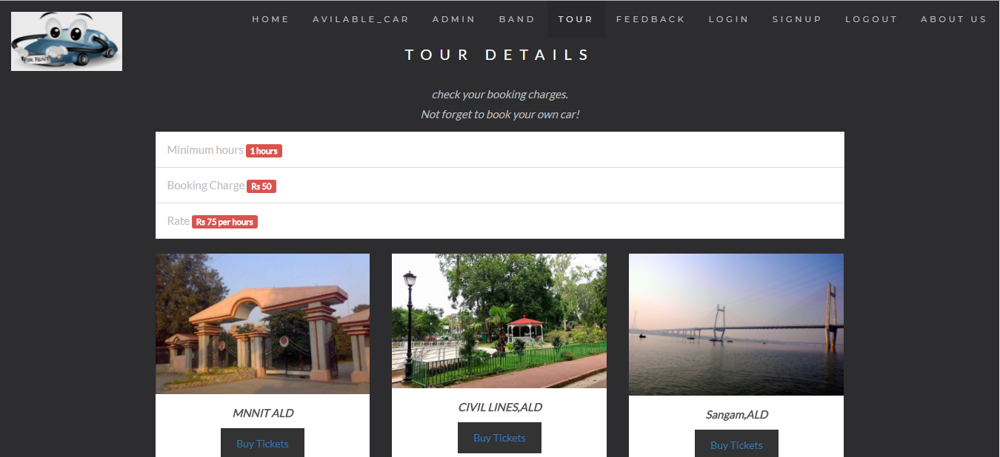 FOR RENT
HOME AVILABLE_CAR ADMIN BAND TOUR FEEDBACK LOGIN SIGNUP LOGOUT ABOUT US
TOUR DETAILS
check your booking charges.
Not forget to book your own car!
Minimum hours 1 hours
Booking Charge Rs 50
Rate Rs 75 per hours
MNNIT ALD
Buy Tickets
CIVIL LINES,ALD
Buy Tickets
Sangam,ALD
Buy Tickets